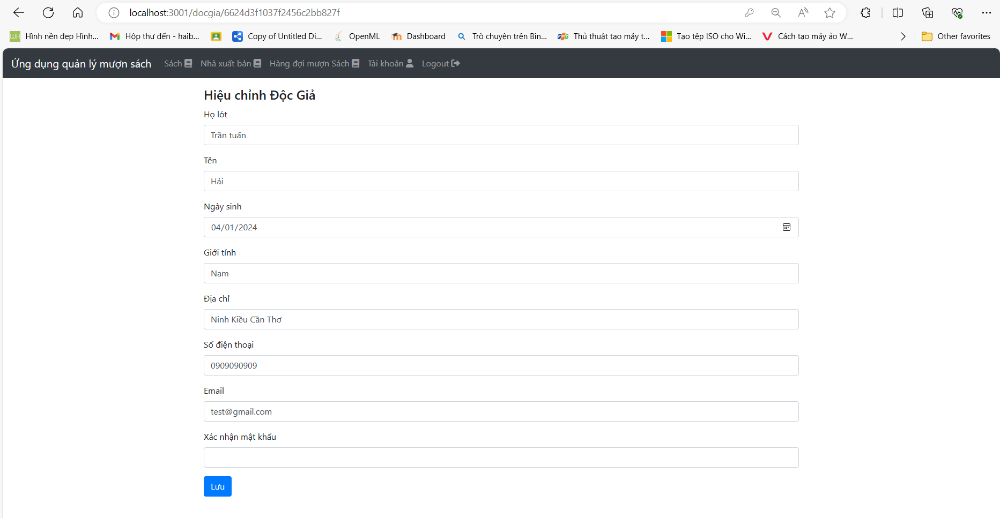 localhost:3001/docgia/6624d3f1037f2456c2bb827f
Hình nền đẹp Hình... Hộp thư đến - haib... Copy of Untitled Di... OpenML Dashboard Trò chuyện trên Bin... Thủ thuật tạo máy t... Tạo tệp ISO cho Wi... Cách tạo máy ảo W... Other favorites
Ứng dụng quản lý mượn sách Sách Nhà xuất bản Hàng đợi mượn Sách Tài khoản Logout
Hiệu chỉnh Độc Giả
Họ lót
Trần tuấn
Tên
Hải
Ngày sinh
04/01/2024
Giới tính
Nam
Địa chỉ
Ninh Kiều Cần Thơ
Số điện thoại
0909090909
Email
test@gmail.com
Xác nhận mật khẩu
Lưu